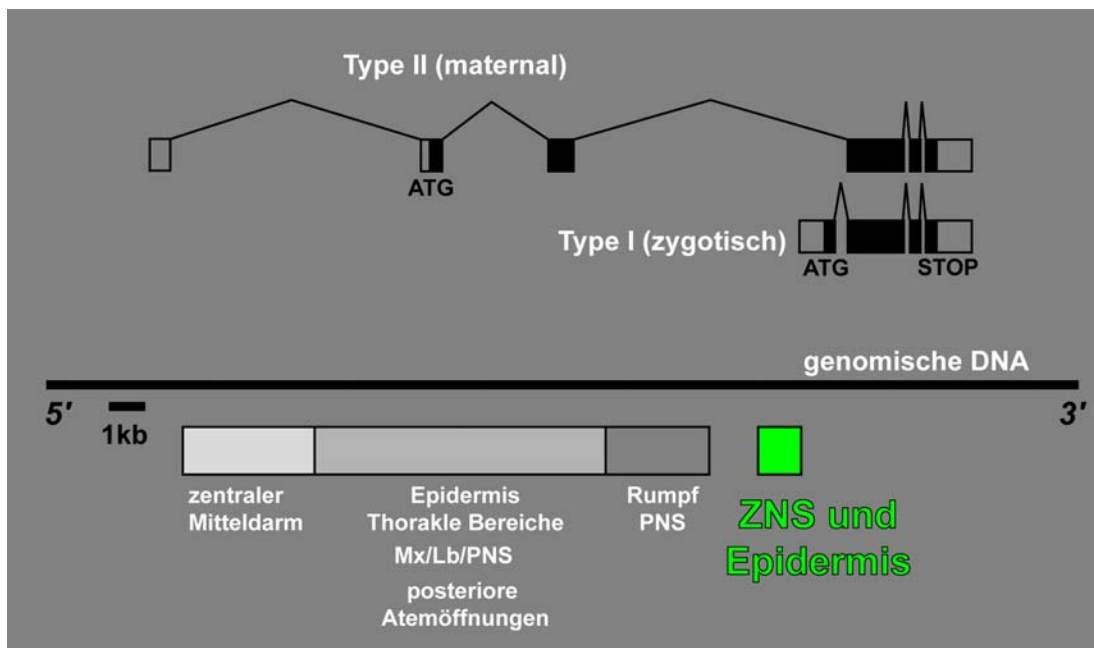 Type II (maternal)
ATG
Type I (zygotisch)
ATG STOP
genomische DNA
5' 3'
1kb
zentraler
Mitteldarm
Epidermis
Thorakle Bereiche
Mx/Lb/PNS
posteriore
Atemöffnungen
Rumpf
PNS
ZNS und
Epidermis